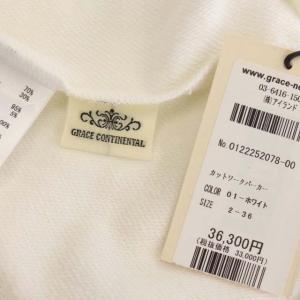 70%
30%
95%
5%
GRACE CONTINENTAL
www.grace-
03-6416-150
(株)アイランド
No.0122252078-00
カットワークパーカー
COLOR 01-ホワイト
SIZE 2-36
36,300円
(税抜価格 33,000円)